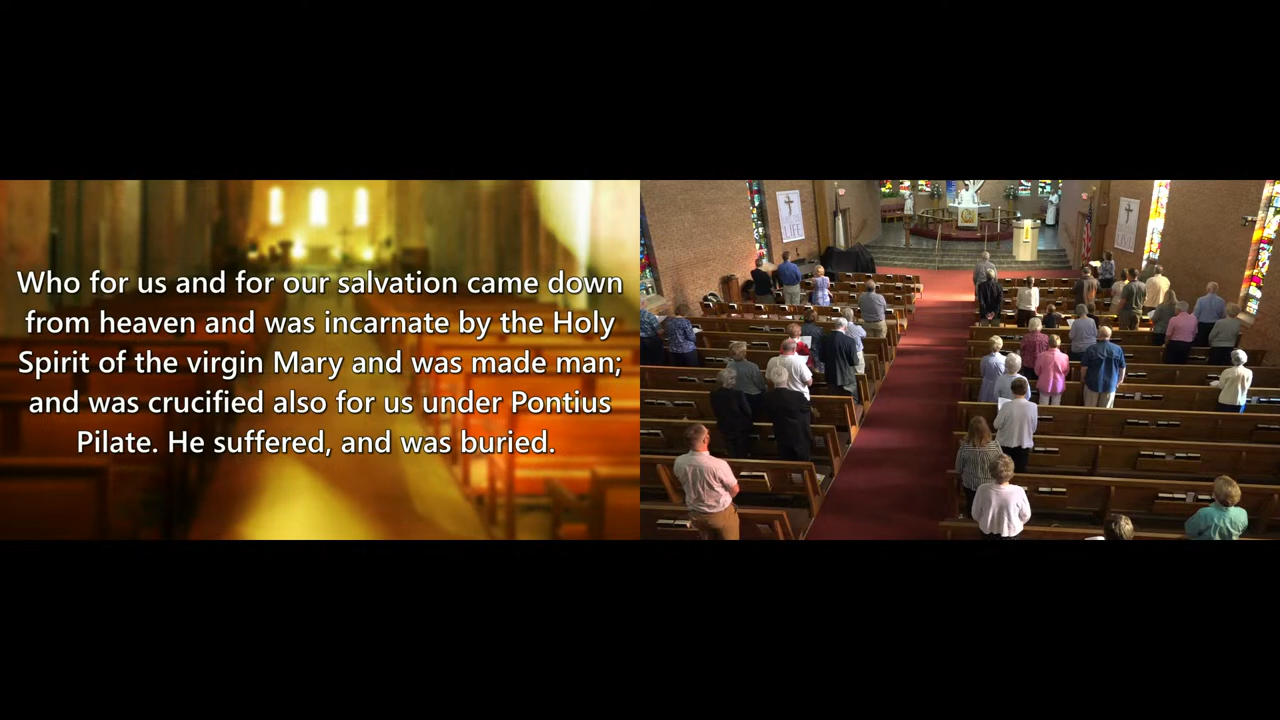 Who for us and for our salvation came down
from heaven and was incarnate by the Holy
Spirit of the virgin Mary and was made man;
and was crucified also for us under Pontius
Pilate. He suffered, and was buried.
LIFE